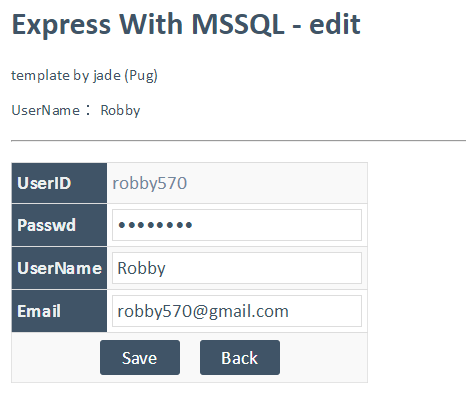 Express With MSSQL - edit
template by jade (Pug)
UserName： Robby
UserID robby570
Passwd ••••••••
UserName Robby
Email robby570@gmail.com
Save Back